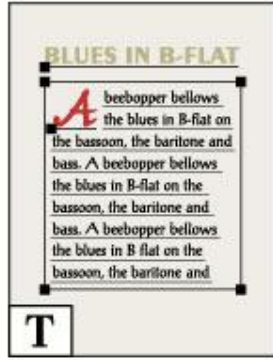 BLUES IN B-FLAT
A beebopper bellows
the blues in B-flat on
the bassoon, the baritone and
bass. A beebopper bellows
the blues in B-flat on the
bassoon, the baritone and
bass. A beebopper bellows
the blues in B flat on the
bassoon, the baritone and
T